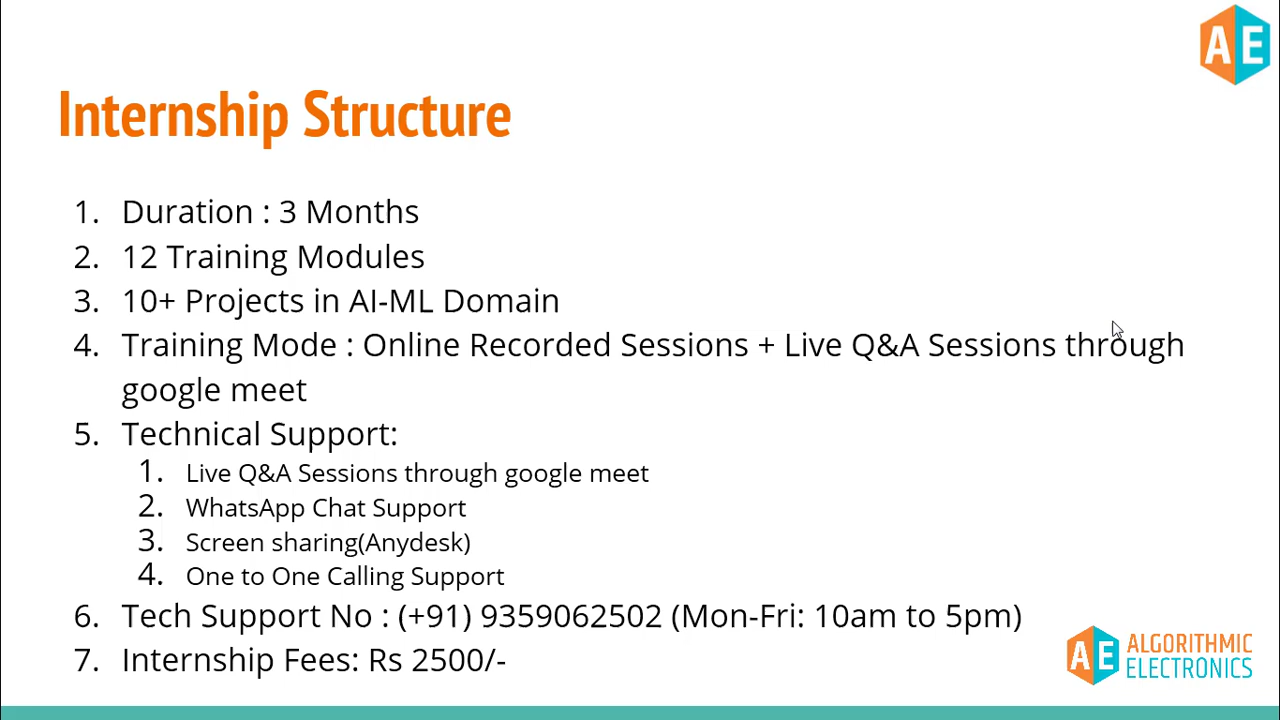 AE
Internship Structure
1. Duration : 3 Months
2. 12 Training Modules
3. 10+ Projects in AI-ML Domain
4. Training Mode : Online Recorded Sessions + Live Q&A Sessions through
google meet
5. Technical Support:
1. Live Q&A Sessions through google meet
2. WhatsApp Chat Support
3. Screen sharing(Anydesk)
4. One to One Calling Support
6. Tech Support No : (+91) 9359062502 (Mon-Fri: 10am to 5pm)
7. Internship Fees: Rs 2500/-
AE ALGORITHMIC
ELECTRONICS